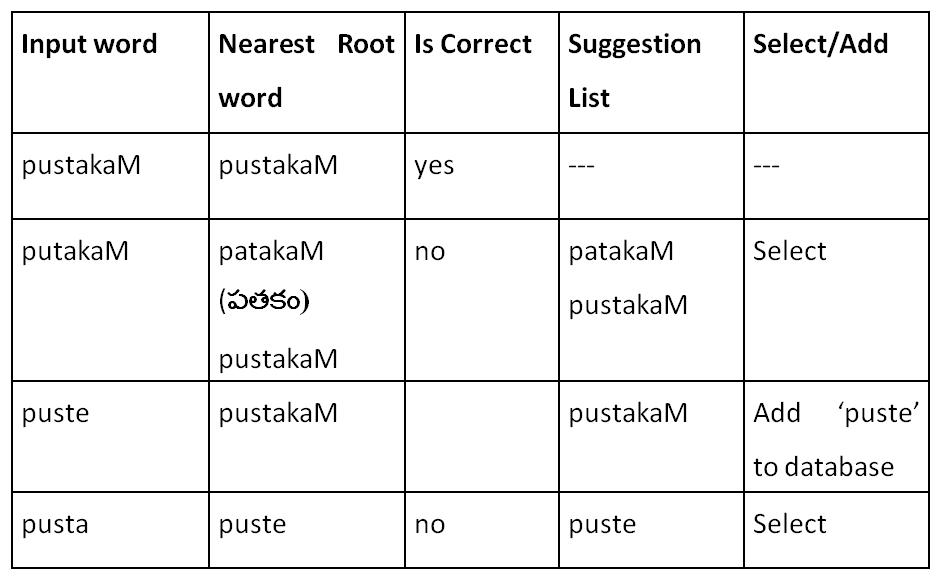 Input word Nearest Root word Is Correct Suggestion List Select/Add
pustakaM pustakaM yes --- ---
putakaM patakaM (పతకం) pustakaM no patakaM pustakaM Select
puste pustakaM pustakaM Add ‘puste’ to database
pusta puste no puste Select